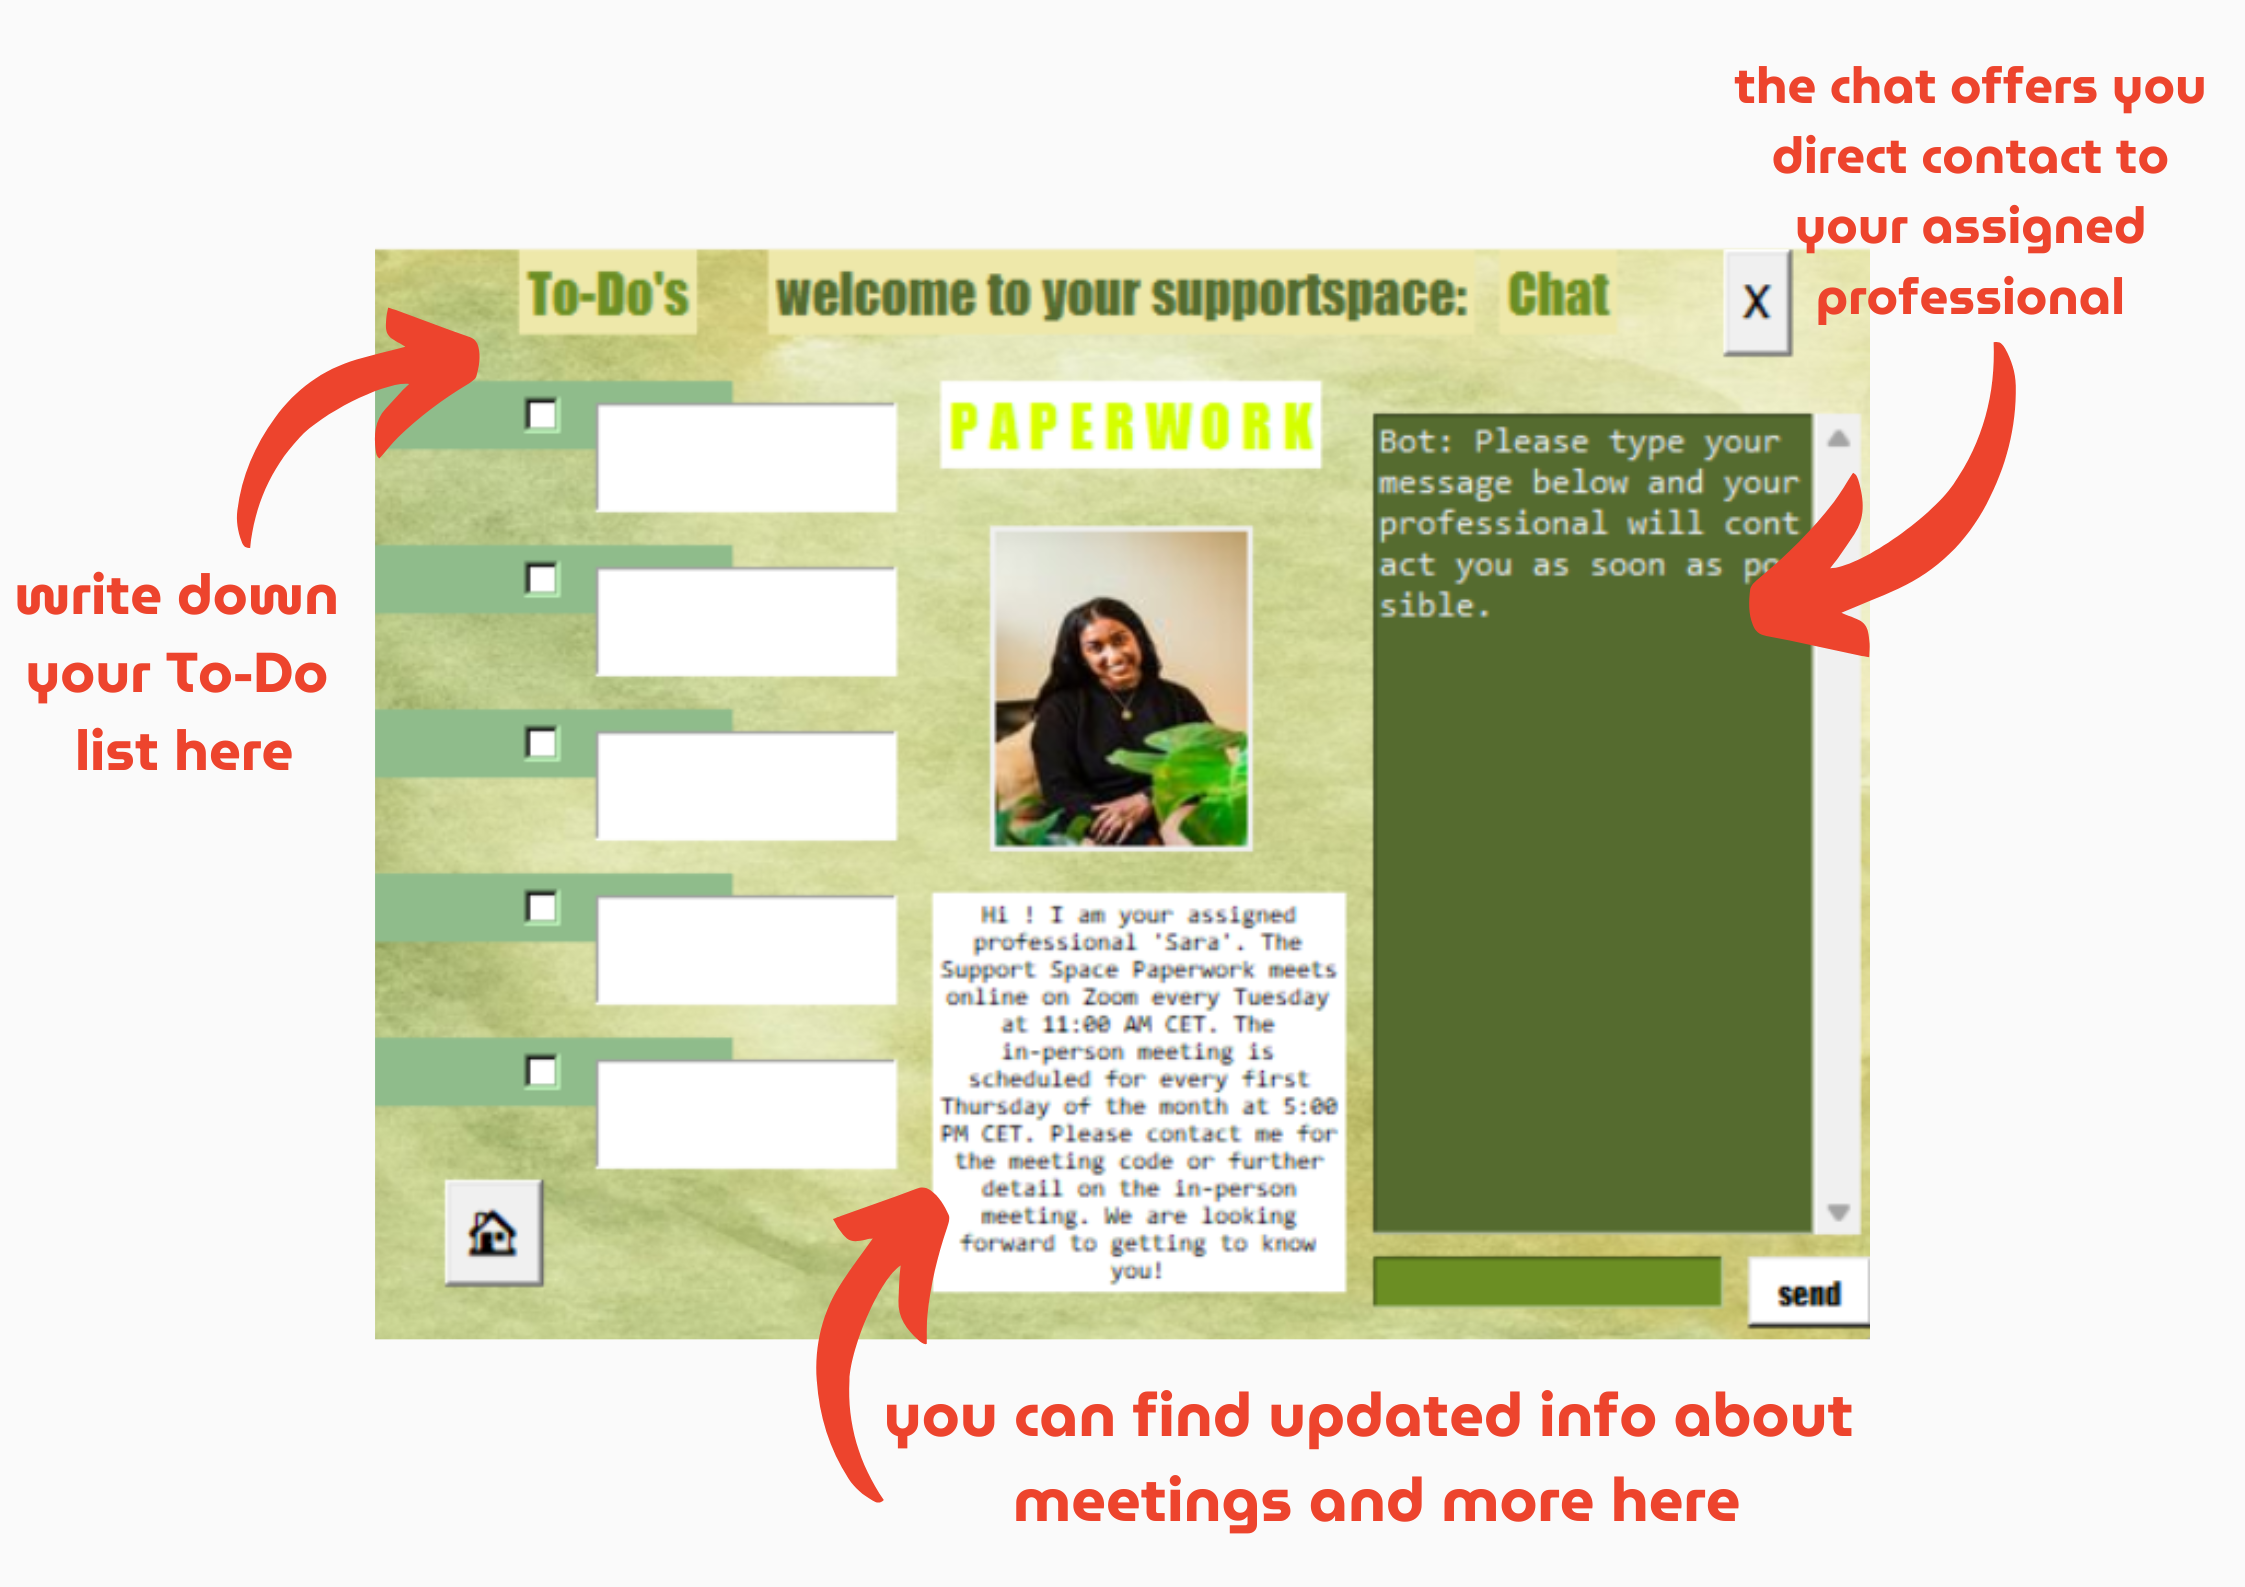 the chat offers you
direct contact to
your assigned
professional
To-Do's
welcome to your supportspace:
Chat
X
write down
your To-Do
list here
PAPERWORK
Hi ! I am your assigned
professional 'Sara'. The
Support Space Paperwork meets
online on Zoom every Tuesday
at 11:00 AM CET. The
in-person meeting is
scheduled for every first
Thursday of the month at 5:00
PM CET. Please contact me for
the meeting code or further
detail on the in-person
meeting. We are looking
forward to getting to know
you!
Bot: Please type your
message below and your
professional will cont
act you as soon as
sible.
send
you can find updated info about
meetings and more here